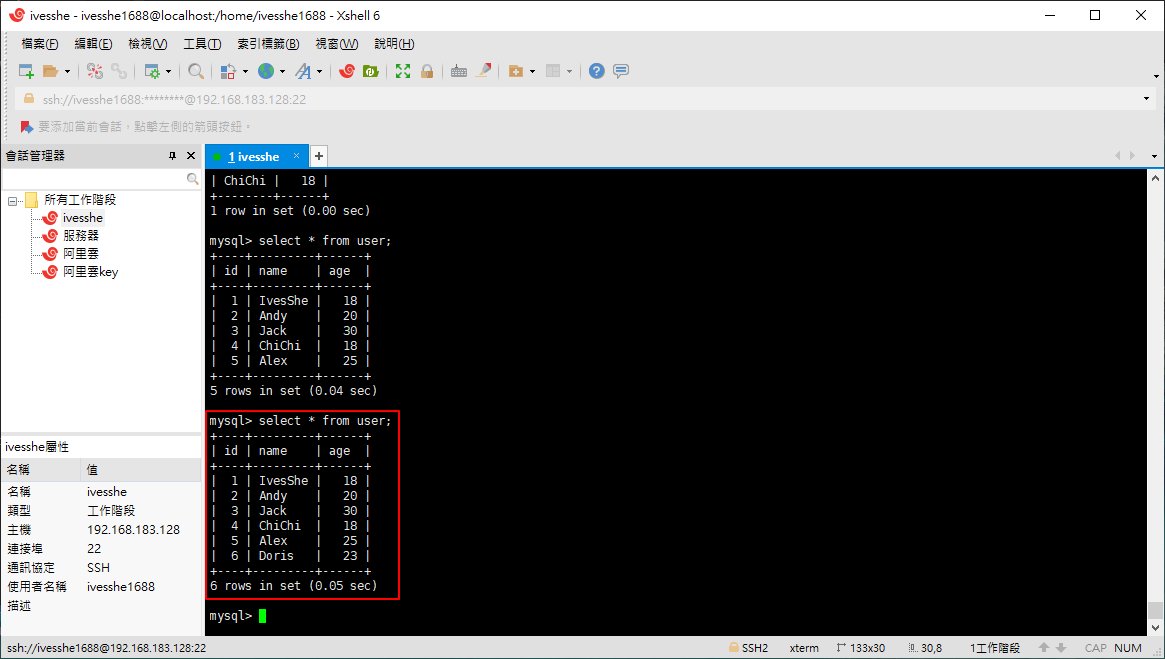 ivesshe - ivesshe1688@localhost:/home/ivesshe1688 - Xshell 6
檔案(F) 編輯(E) 檢視(V) 工具(T) 索引標籤(B) 視窗(W) 說明(H)
ssh://ivesshe1688:********@192.168.183.128:22
要添加當前會話，點擊左側的箭頭按鈕。
會話管理器
1 ivesshe
所有工作階段
ivesshe
服務器
阿里雲
阿里雲key
ivesshe屬性
名稱 值
名稱 ivesshe
類型 工作階段
主機 192.168.183.128
連接埠 22
通訊協定 SSH
使用者名稱 ivesshe1688
描述
| ChiChi |   18 |
+--------+------+
1 row in set (0.00 sec)
mysql> select * from user;
+----+---------+------+
| id | name    | age  |
+----+---------+------+
|  1 | IvesShe |   18 |
|  2 | Andy    |   20 |
|  3 | Jack    |   30 |
|  4 | ChiChi  |   18 |
|  5 | Alex    |   25 |
+----+---------+------+
5 rows in set (0.04 sec)
mysql> select * from user;
+----+---------+------+
| id | name    | age  |
+----+---------+------+
|  1 | IvesShe |   18 |
|  2 | Andy    |   20 |
|  3 | Jack    |   30 |
|  4 | ChiChi  |   18 |
|  5 | Alex    |   25 |
|  6 | Doris   |   23 |
+----+---------+------+
6 rows in set (0.05 sec)
mysql>
ssh://ivesshe1688@192.168.183.128:22 SSH2 xterm 133x30 30,8 1工作階段 CAP NUM